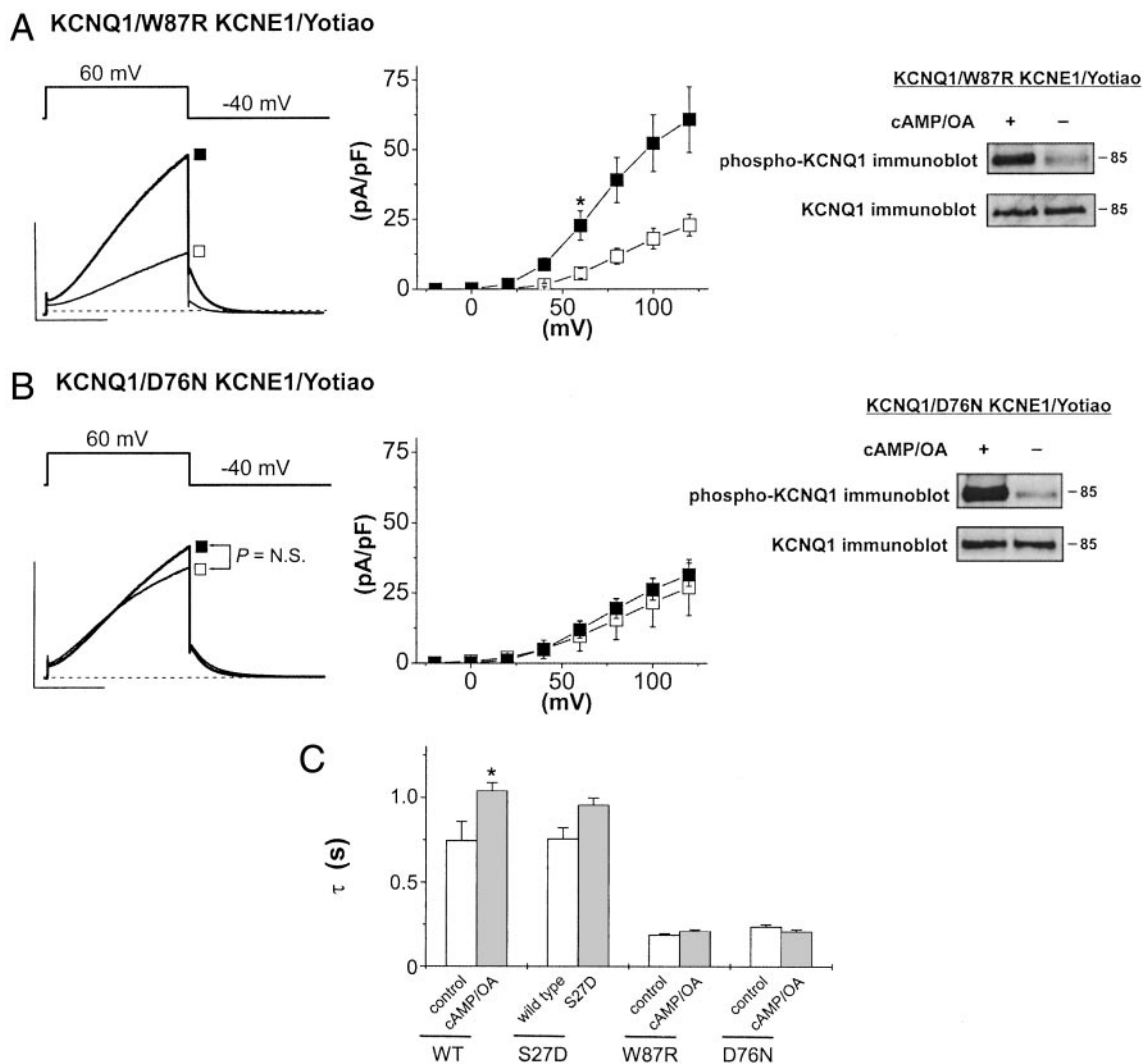 A KCNQ1/W87R KCNE1/Yotiao
60 mV
-40 mV
75
50
25
0
(pA/pF)
*
0 50 100
(mV)
KCNQ1/W87R KCNE1/Yotiao
cAMP/OA + –
phospho-KCNQ1 immunoblot –85
KCNQ1 immunoblot –85
B KCNQ1/D76N KCNE1/Yotiao
60 mV
-40 mV
P = N.S.
75
50
25
0
(pA/pF)
0 50 100
(mV)
KCNQ1/D76N KCNE1/Yotiao
cAMP/OA + –
phospho-KCNQ1 immunoblot –85
KCNQ1 immunoblot –85
C
*
1.0
0.5
0
τ (s)
control cAMP/OA wild type S27D control cAMP/OA control cAMP/OA
WT S27D W87R D76N